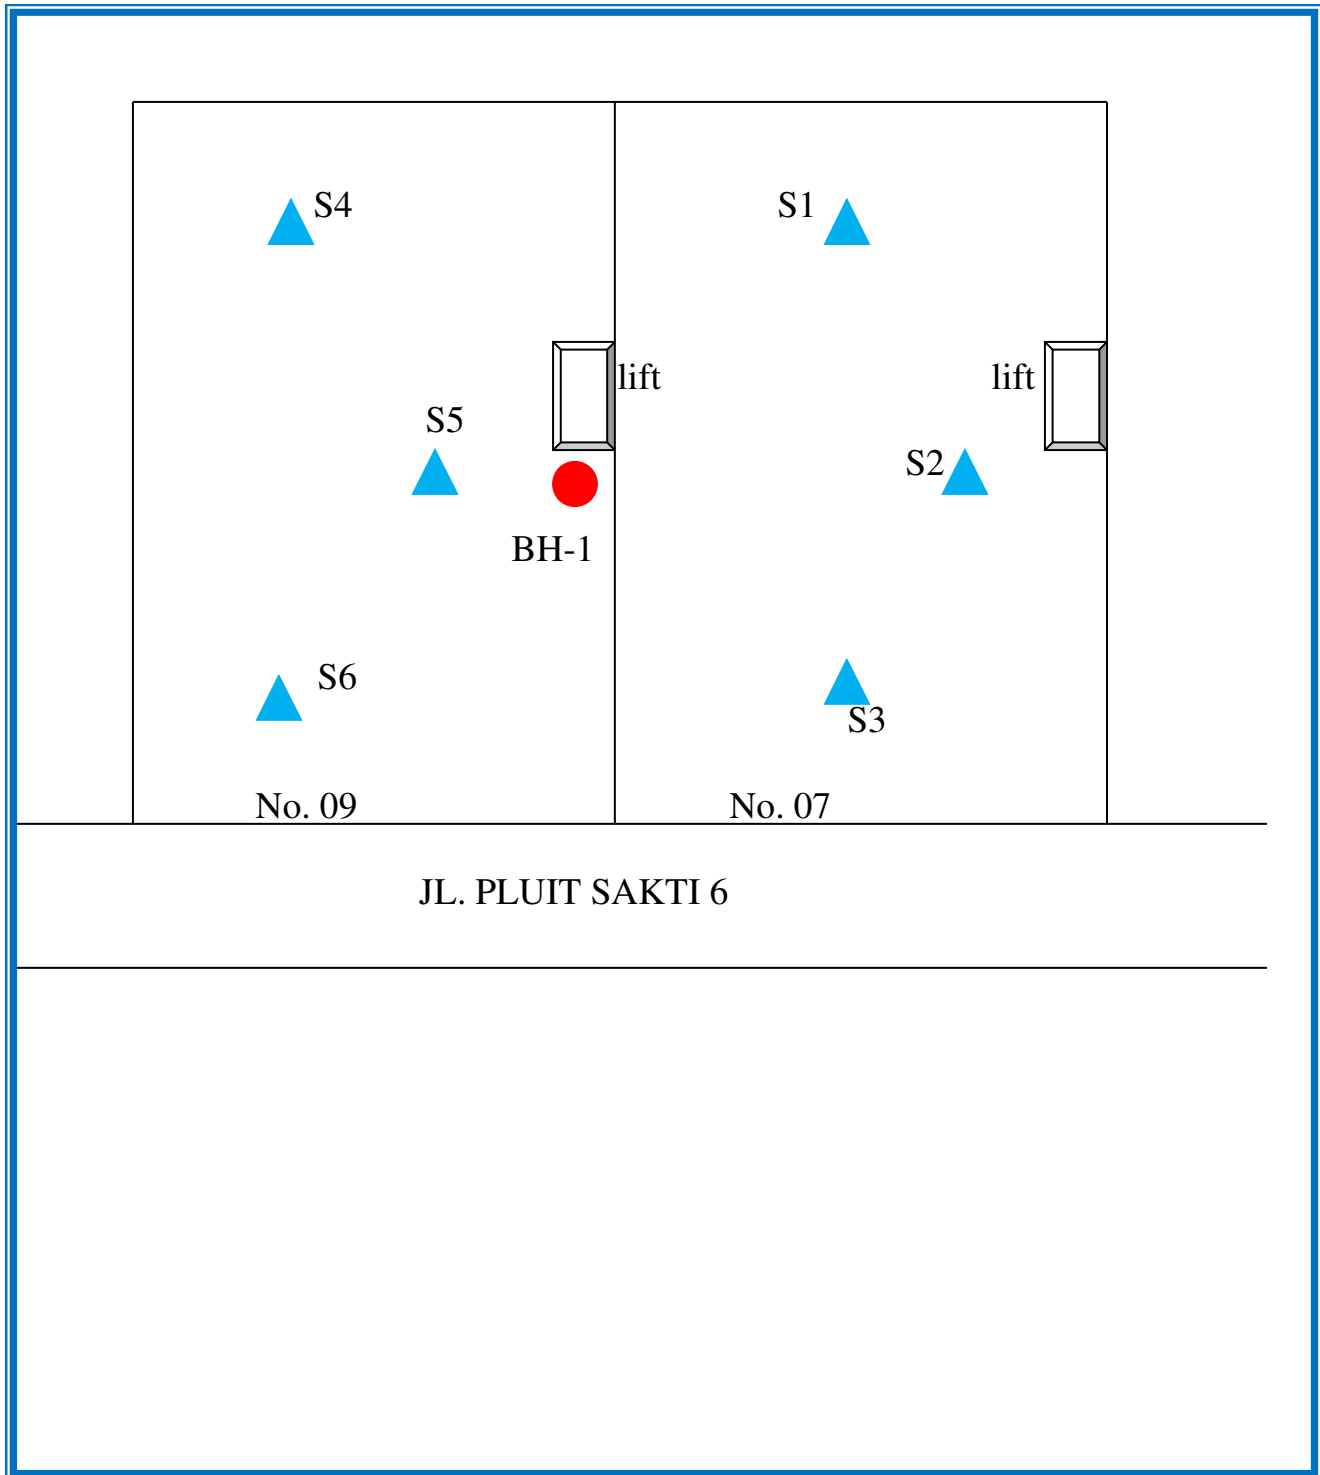 S4
S1
lift
lift
S5
S2
BH-1
S6
S3
No. 09
No. 07
JL. PLUIT SAKTI 6